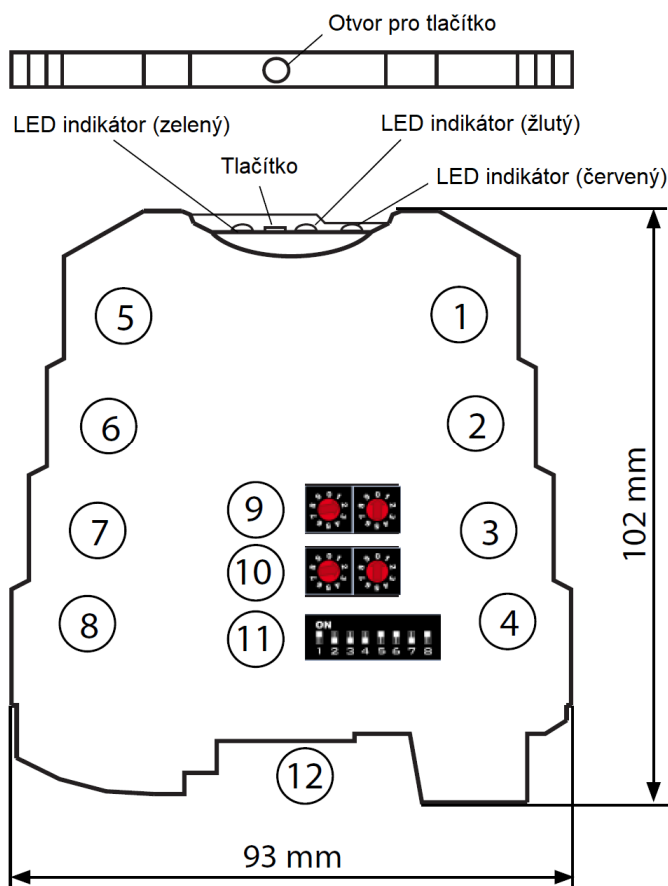 Otvor pro tlačítko
LED indikátor (zelený)
LED indikátor (žlutý)
Tlačítko
LED indikátor (červený)
5
1
6
2
7
3
8
4
9
10
11
ON
1 2 3 4 5 6 7 8
12
102 mm
93 mm